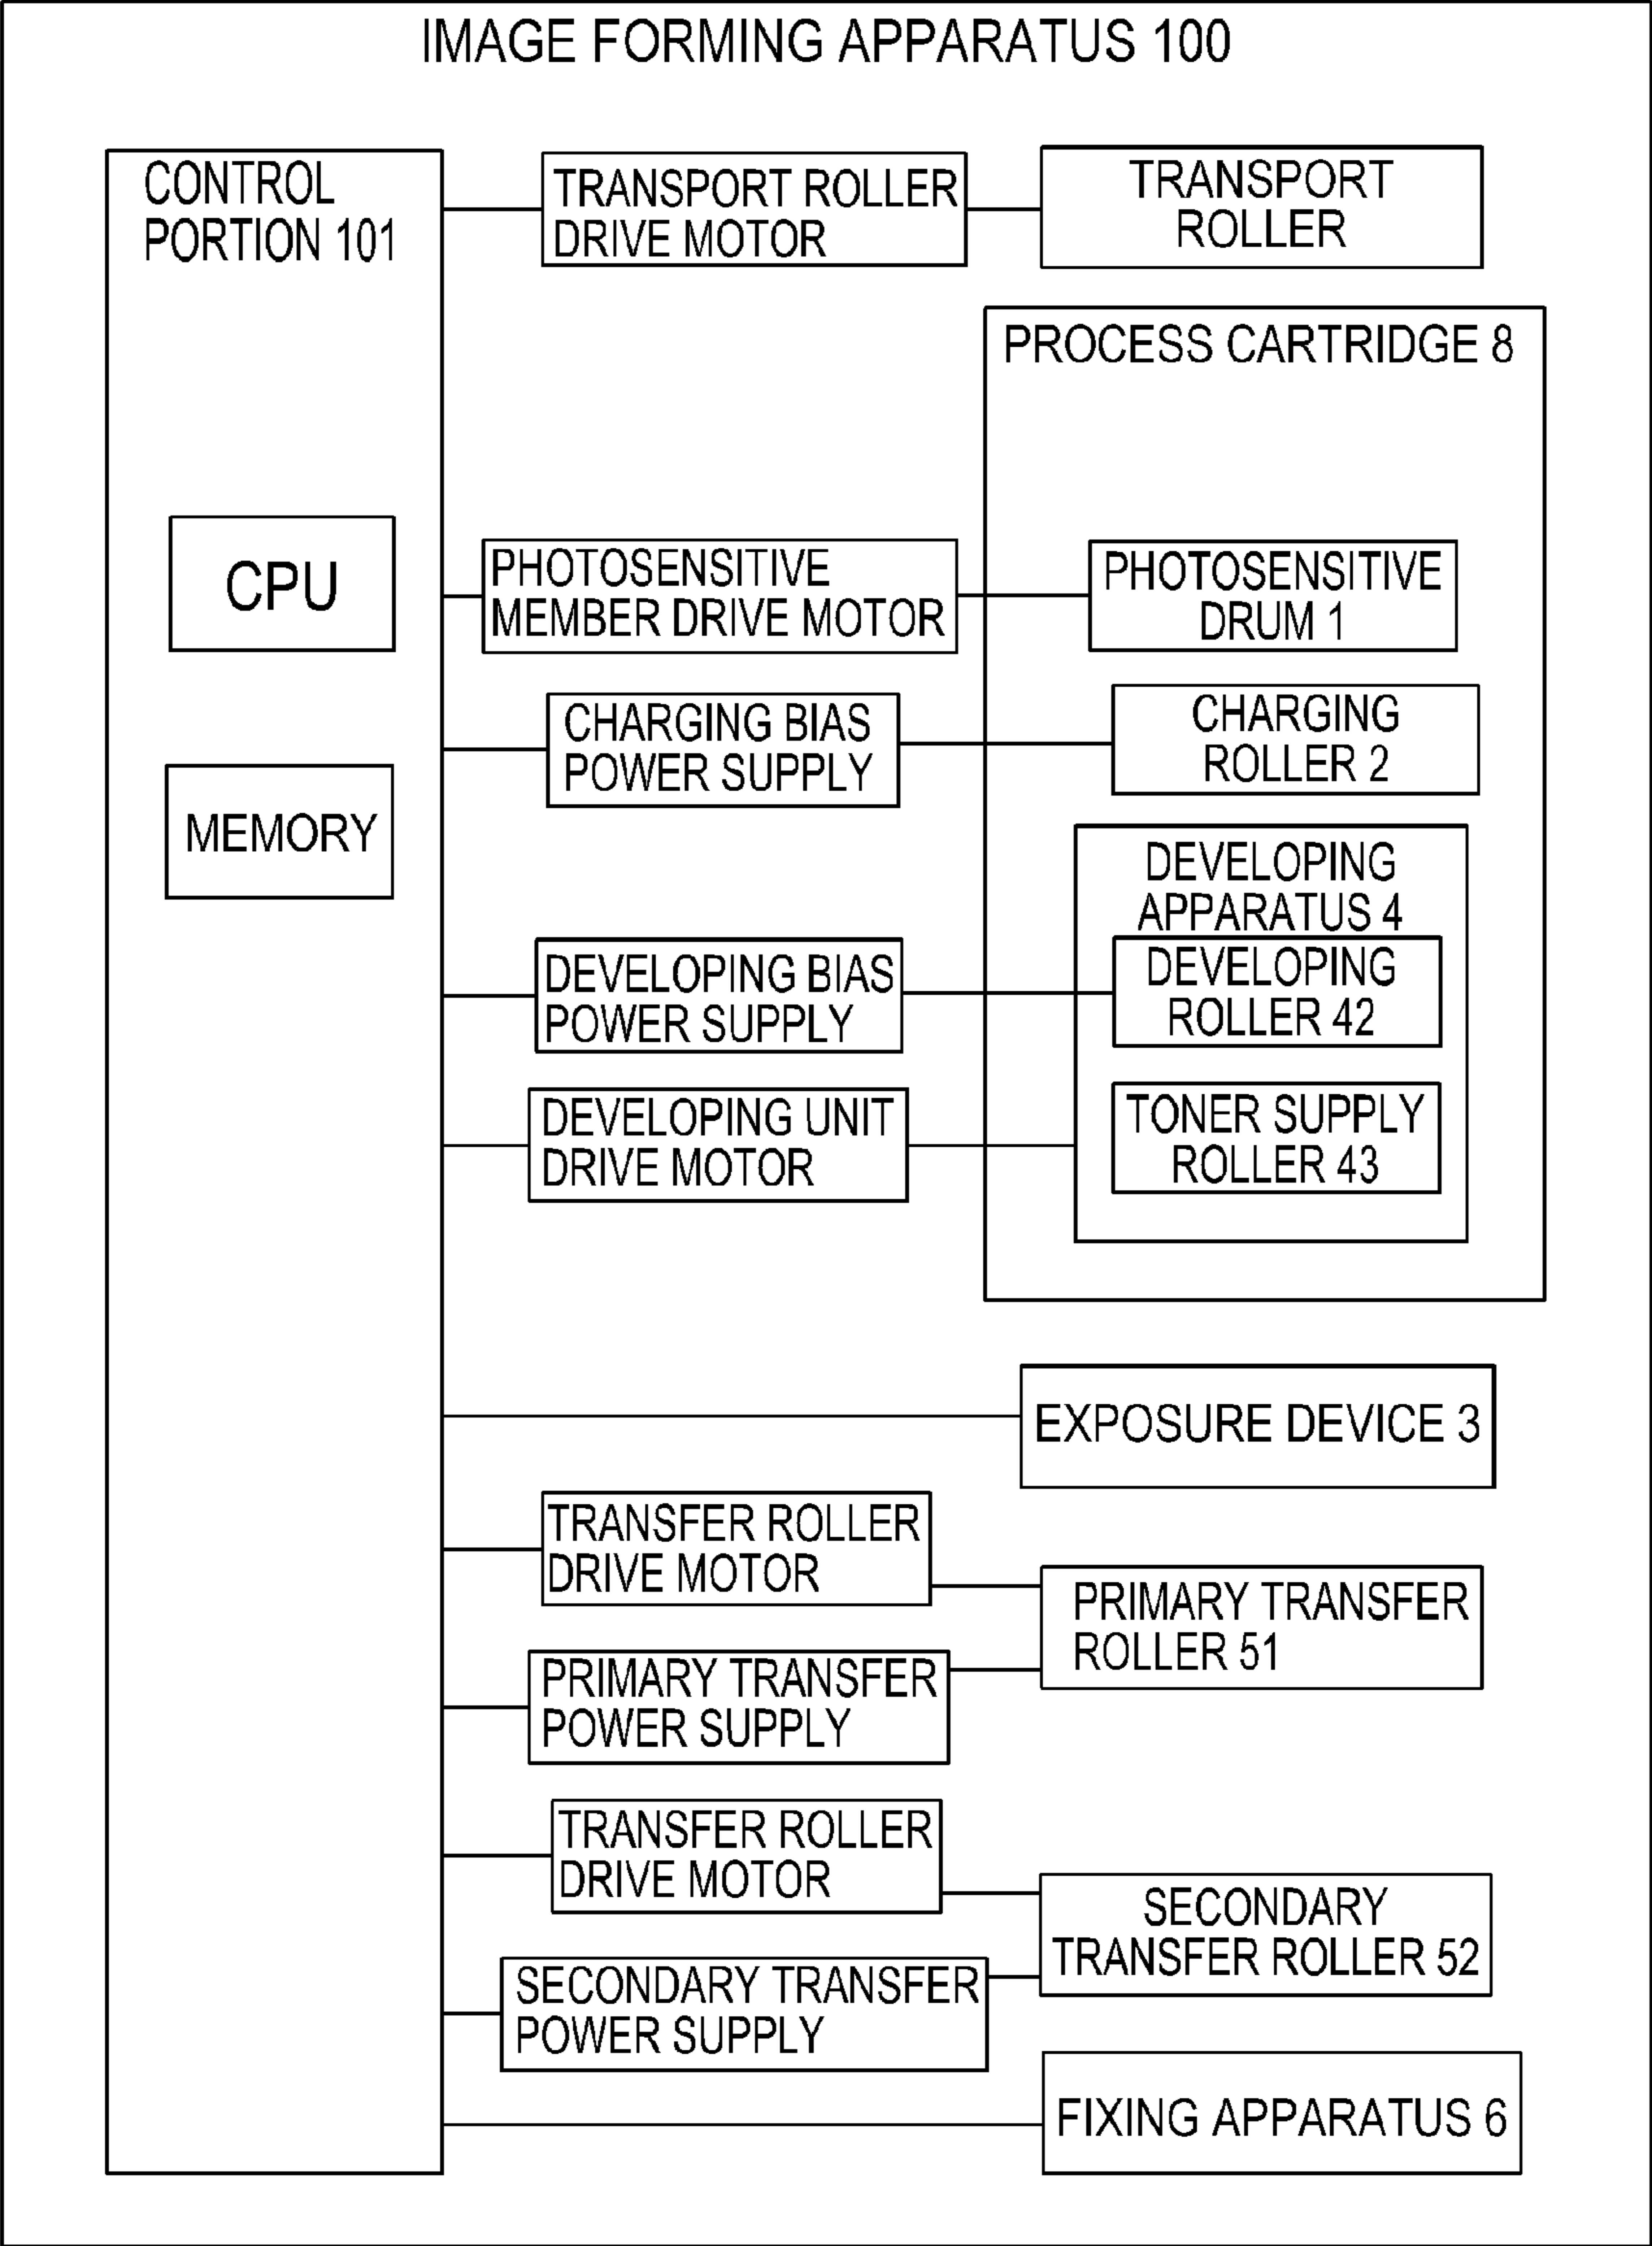 IMAGE FORMING APPARATUS 100
CONTROL
PORTION 101
CPU
MEMORY
TRANSPORT ROLLER
DRIVE MOTOR
TRANSPORT
ROLLER
PROCESS CARTRIDGE 8
PHOTOSENSITIVE
MEMBER DRIVE MOTOR
PHOTOSENSITIVE
DRUM 1
CHARGING BIAS
POWER SUPPLY
CHARGING
ROLLER 2
DEVELOPING
APPARATUS 4
DEVELOPING BIAS
POWER SUPPLY
DEVELOPING
ROLLER 42
DEVELOPING UNIT
DRIVE MOTOR
TONER SUPPLY
ROLLER 43
EXPOSURE DEVICE 3
TRANSFER ROLLER
DRIVE MOTOR
PRIMARY TRANSFER
ROLLER 51
PRIMARY TRANSFER
POWER SUPPLY
TRANSFER ROLLER
DRIVE MOTOR
SECONDARY
TRANSFER ROLLER 52
SECONDARY TRANSFER
POWER SUPPLY
FIXING APPARATUS 6